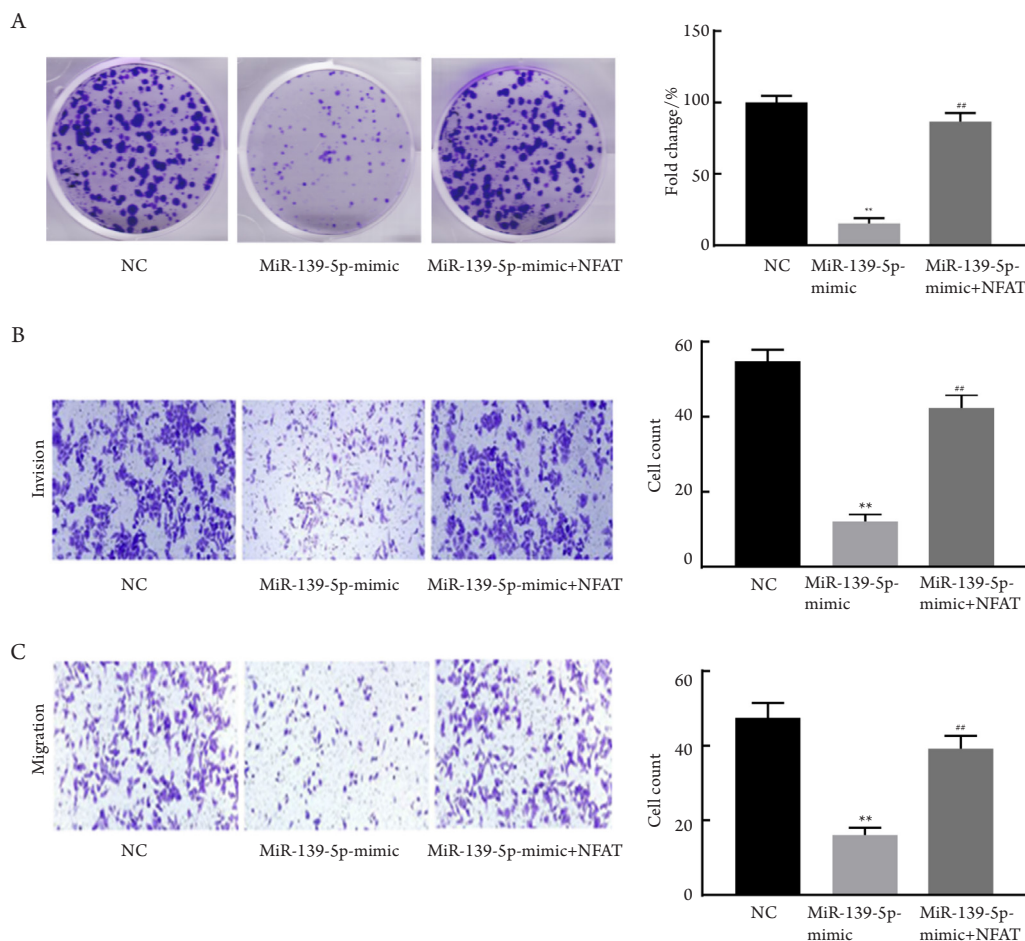 A
NC
MiR-139-5p-mimic
MiR-139-5p-mimic+NFAT
Fold change/%
150
100
50
0
**
##
NC
MiR-139-5p-
mimic
MiR-139-5p-
mimic+NFAT
B
Invision
NC
MiR-139-5p-mimic
MiR-139-5p-mimic+NFAT
Cell count
60
40
20
0
**
##
NC
MiR-139-5p-
mimic
MiR-139-5p-
mimic+NFAT
C
Migration
NC
MiR-139-5p-mimic
MiR-139-5p-mimic+NFAT
Cell count
60
40
20
0
**
##
NC
MiR-139-5p-
mimic
MiR-139-5p-
mimic+NFAT